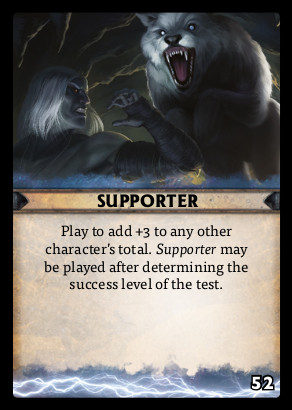 SUPPORTER
Play to add +3 to any other
character's total. Supporter may
be played after determining the
success level of the test.
52